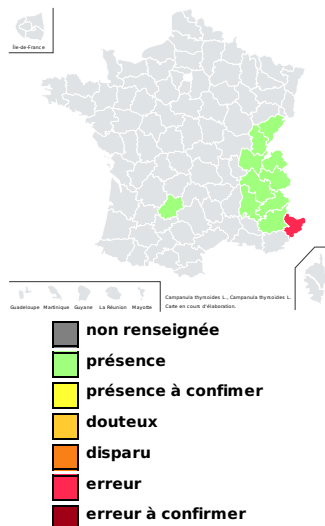 Île-de-France
Guadeloupe Martinique Guyane La Réunion Mayotte
Campanula thyrsoides L., Campanula thyrsoides L.
Carte en cours d'élaboration.
non renseignée
présence
présence à confimer
douteux
disparu
erreur
erreur à confirmer